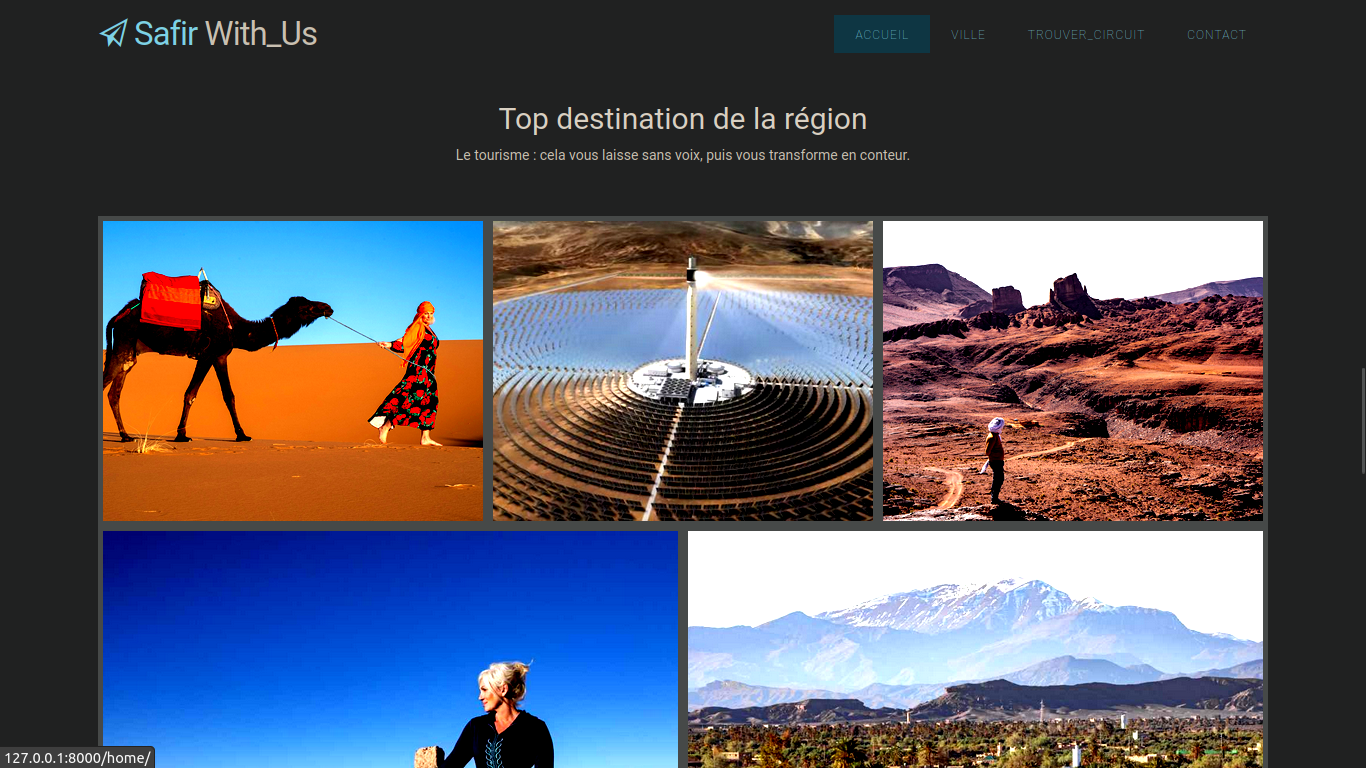 Safir With_Us
ACCUEIL
VILLE
TROUVER_CIRCUIT
CONTACT
Top destination de la région
Le tourisme : cela vous laisse sans voix, puis vous transforme en conteur.
127.0.0.1:8000/home/